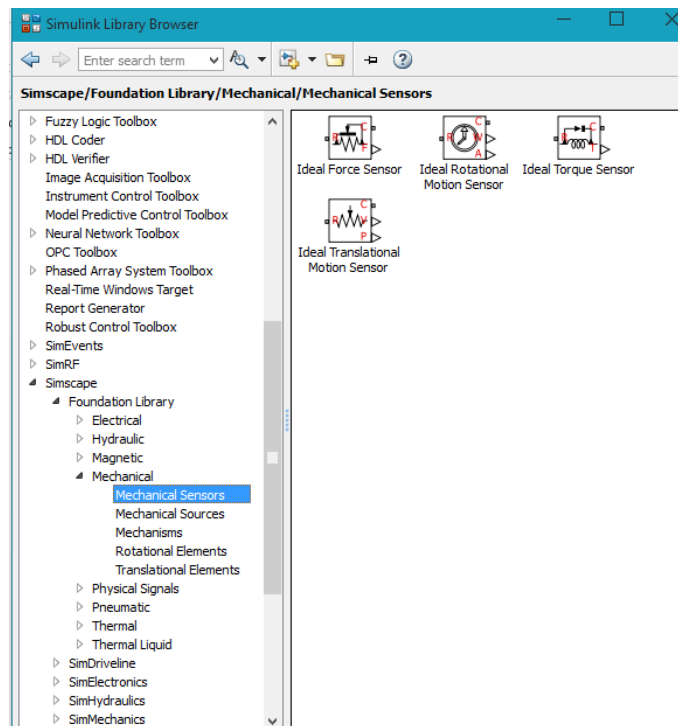 Simulink Library Browser
Enter search term
Simscape/Foundation Library/Mechanical/Mechanical Sensors
Fuzzy Logic Toolbox
HDL Coder
HDL Verifier
Image Acquisition Toolbox
Instrument Control Toolbox
Model Predictive Control Toolbox
Neural Network Toolbox
OPC Toolbox
Phased Array System Toolbox
Real-Time Windows Target
Report Generator
Robust Control Toolbox
SimEvents
SimRF
Simscape
Foundation Library
Electrical
Hydraulic
Magnetic
Mechanical
Mechanical Sensors
Mechanical Sources
Mechanisms
Rotational Elements
Translational Elements
Physical Signals
Pneumatic
Thermal
Thermal Liquid
SimDriveline
SimElectronics
SimHydraulics
SimMechanics
R C F
Ideal Force Sensor
R C W A
Ideal Rotational
Motion Sensor
R C T
Ideal Torque Sensor
R C V P
Ideal Translational
Motion Sensor